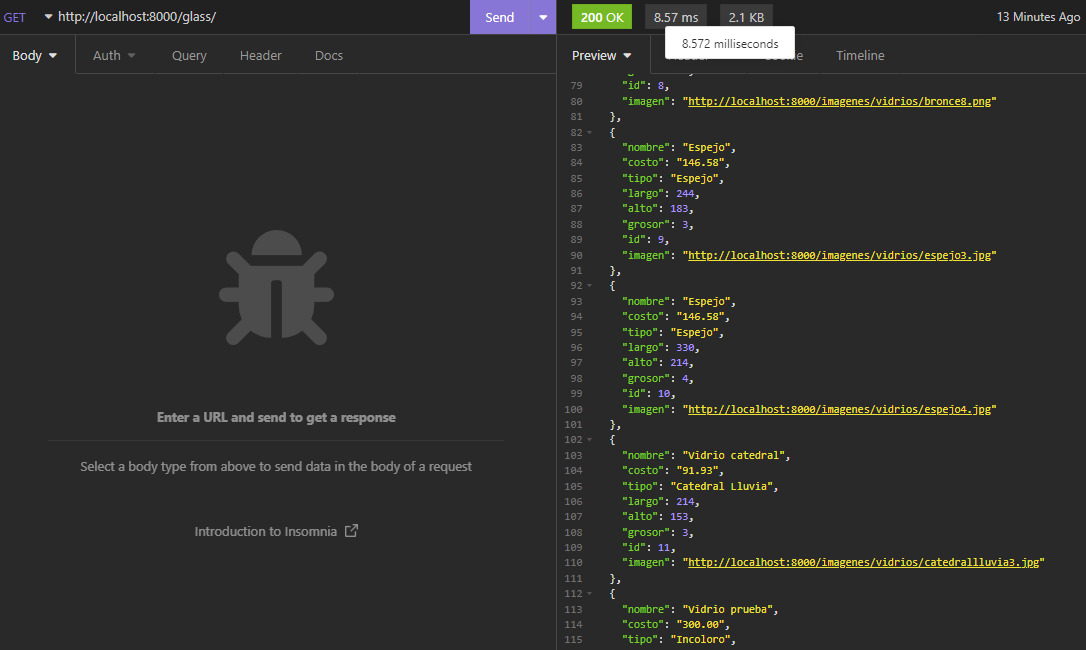 GET http://localhost:8000/glass/ Send 200 OK 8.57 ms 2.1 KB 13 Minutes Ago
8.572 milliseconds
Body Auth Query Header Docs Preview Timeline
79 "id": 8,
80 "imagen": "http://localhost:8000/imagenes/vidrios/bronce8.png"
81 },
82 {
83 "nombre": "Espejo",
84 "costo": "146.58",
85 "tipo": "Espejo",
86 "largo": 244,
87 "alto": 183,
88 "grosor": 3,
89 "id": 9,
90 "imagen": "http://localhost:8000/imagenes/vidrios/espejo3.jpg"
91 },
92 {
93 "nombre": "Espejo",
94 "costo": "146.58",
95 "tipo": "Espejo",
96 "largo": 330,
97 "alto": 214,
98 "grosor": 4,
99 "id": 10,
100 "imagen": "http://localhost:8000/imagenes/vidrios/espejo4.jpg"
101 },
102 {
103 "nombre": "Vidrio catedral",
104 "costo": "91.93",
105 "tipo": "Catedral Lluvia",
106 "largo": 214,
107 "alto": 153,
108 "grosor": 3,
109 "id": 11,
110 "imagen": "http://localhost:8000/imagenes/vidrios/catedrallluvia3.jpg"
111 },
112 {
113 "nombre": "Vidrio prueba",
114 "costo": "300.00",
115 "tipo": "Incoloro",
Enter a URL and send to get a response
Select a body type from above to send data in the body of a request
Introduction to Insomnia